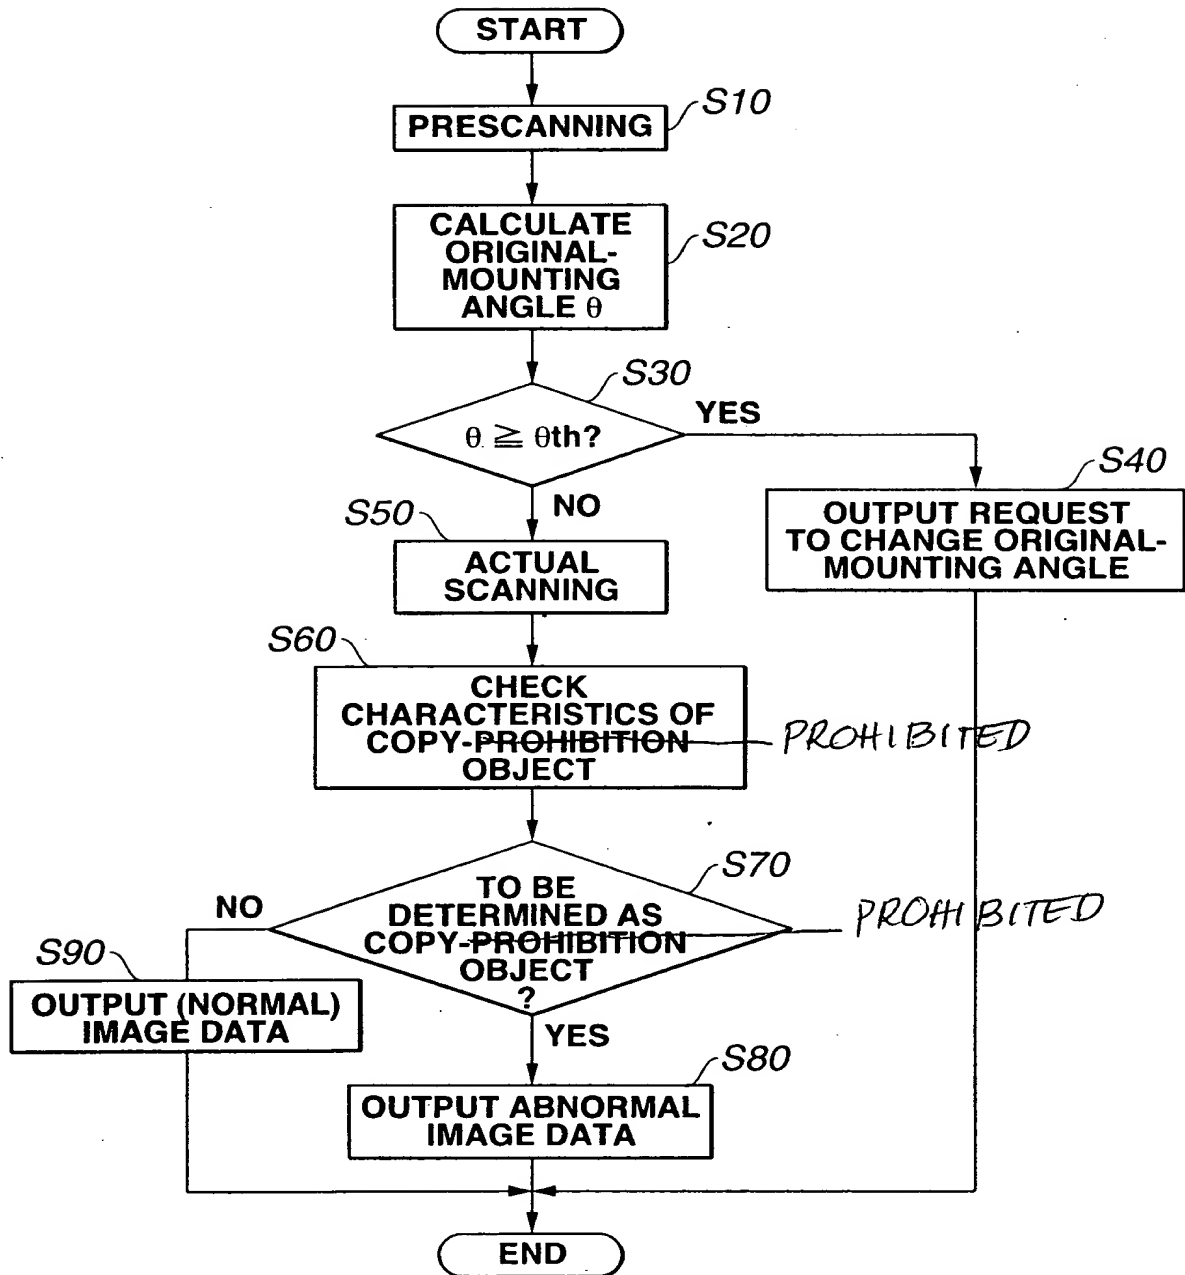 START
PRESCANNING
S10
CALCULATE
ORIGINAL-
MOUNTING
ANGLE θ
S20
θ ≧ θth?
S30
YES
NO
OUTPUT REQUEST
TO CHANGE ORIGINAL-
MOUNTING ANGLE
S40
S50
ACTUAL
SCANNING
S60
CHECK
CHARACTERISTICS OF
COPY-PROHIBITION
OBJECT
PROHIBITED
S70
TO BE
DETERMINED AS
COPY-PROHIBITION
OBJECT
?
PROHIBITED
NO
S90
OUTPUT (NORMAL)
IMAGE DATA
YES
S80
OUTPUT ABNORMAL
IMAGE DATA
END